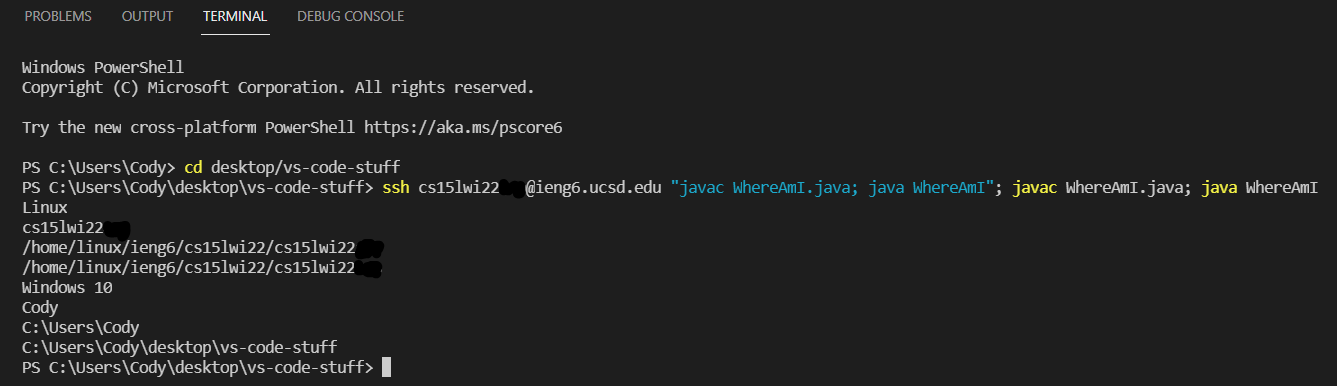 PROBLEMS OUTPUT TERMINAL DEBUG CONSOLE
Windows PowerShell
Copyright (C) Microsoft Corporation. All rights reserved.
Try the new cross-platform PowerShell https://aka.ms/pscore6
PS C:\Users\Cody> cd desktop/vs-code-stuff
PS C:\Users\Cody\desktop\vs-code-stuff> ssh cs15lwi22 @ieng6.ucsd.edu "javac WhereAmI.java; java WhereAmI"; javac WhereAmI.java; java WhereAmI
Linux
cs15lwi22
/home/linux/ieng6/cs15lwi22/cs15lwi22
/home/linux/ieng6/cs15lwi22/cs15lwi22
Windows 10
Cody
C:\Users\Cody
C:\Users\Cody\desktop\vs-code-stuff
PS C:\Users\Cody\desktop\vs-code-stuff>